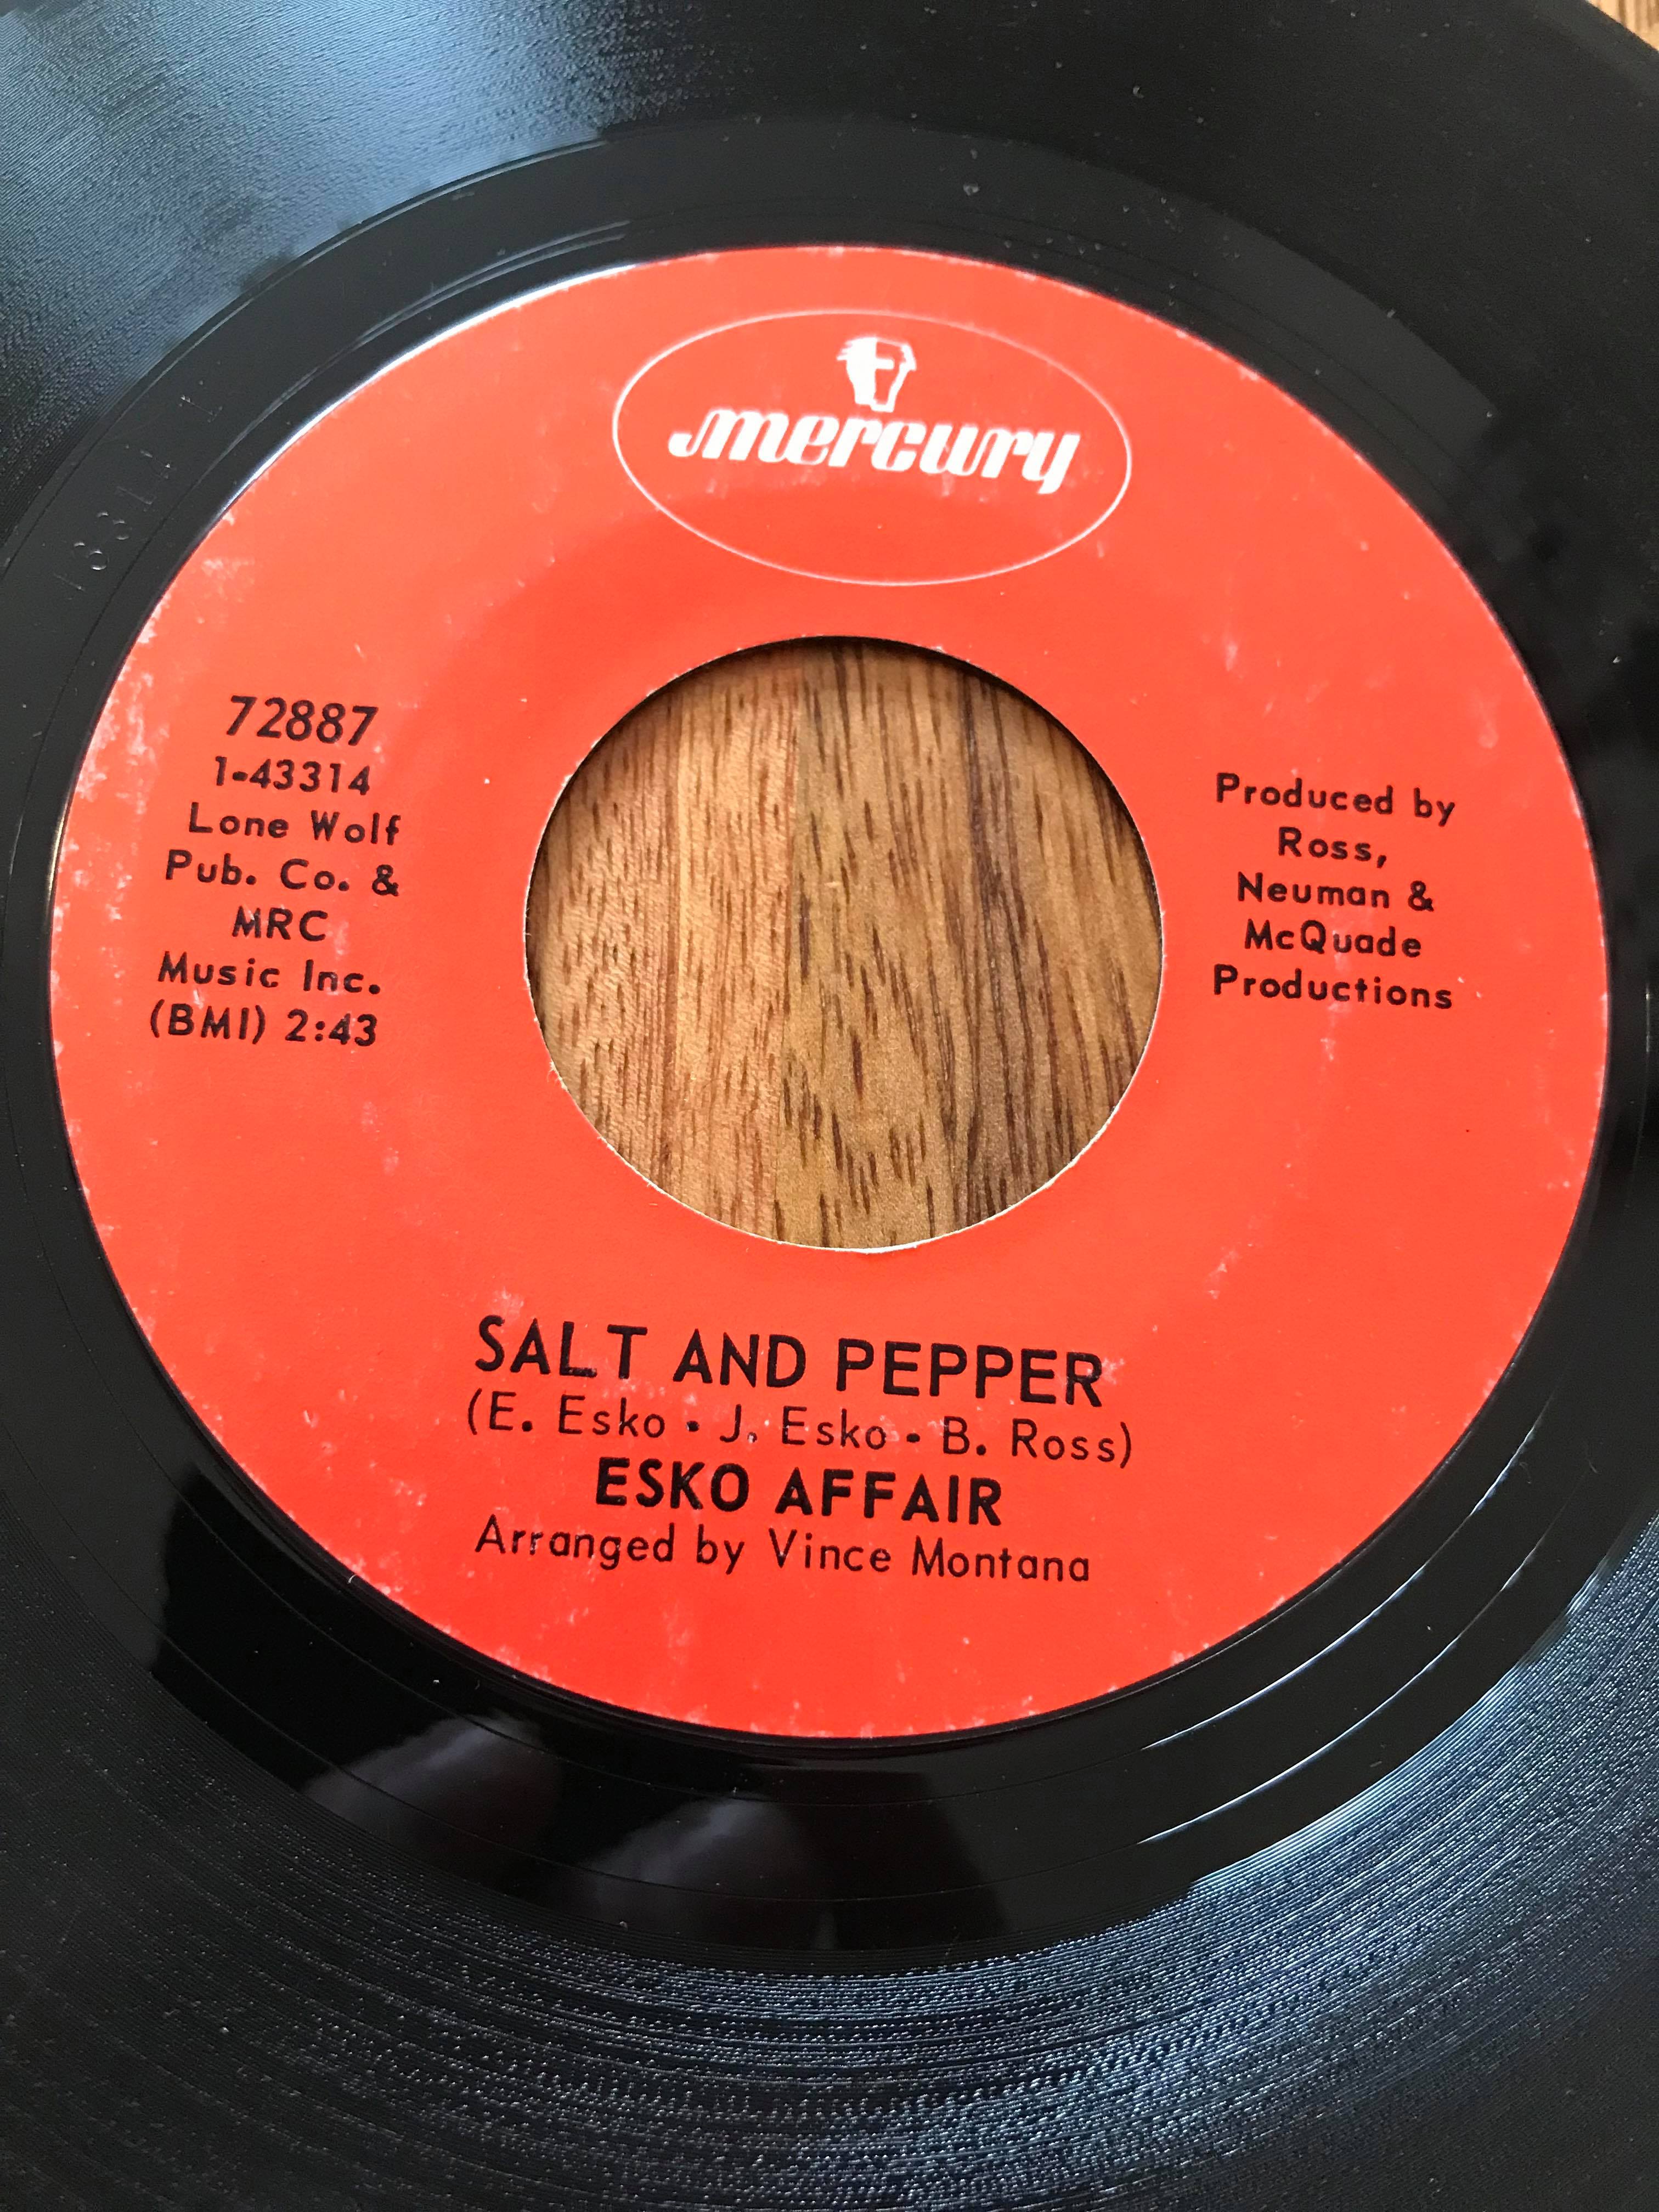 mercury
72887
1-43314
Lone Wolf
Pub. Co. &
MRC
Music Inc.
(BMI) 2:43
Produced by
Ross,
Neuman &
McQuade
Productions
SALT AND PEPPER
(E. Esko • J. Esko • B. Ross)
ESKO AFFAIR
Arranged by Vince Montana